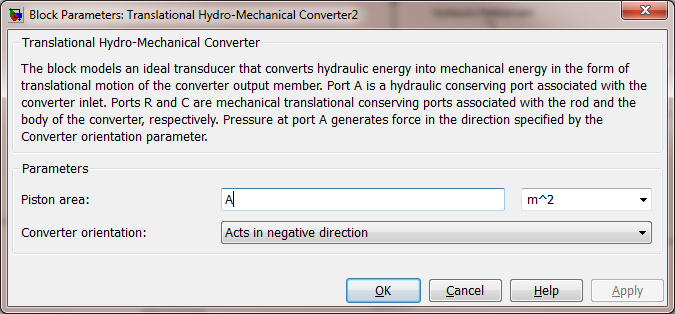 Block Parameters: Translational Hydro-Mechanical Converter2
Translational Hydro-Mechanical Converter
The block models an ideal transducer that converts hydraulic energy into mechanical energy in the form of
translational motion of the converter output member. Port A is a hydraulic conserving port associated with the
converter inlet. Ports R and C are mechanical translational conserving ports associated with the rod and the
body of the converter, respectively. Pressure at port A generates force in the direction specified by the
Converter orientation parameter.
Parameters
Piston area: A m^2
Converter orientation: Acts in negative direction
OK Cancel Help Apply